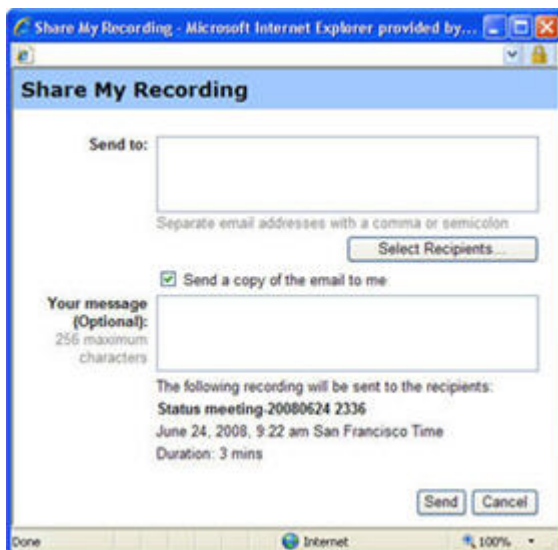 Share My Recording - Microsoft Internet Explorer provided by...
Share My Recording
Send to:
Separate email addresses with a comma or semicolon
Select Recipients...
Send a copy of the email to me
Your message
(Optional):
256 maximum
characters
The following recording will be sent to the recipients:
Status meeting-20080624 2336
June 24, 2008, 9:22 am San Francisco Time
Duration: 3 mins
Send Cancel
Done Internet 100%